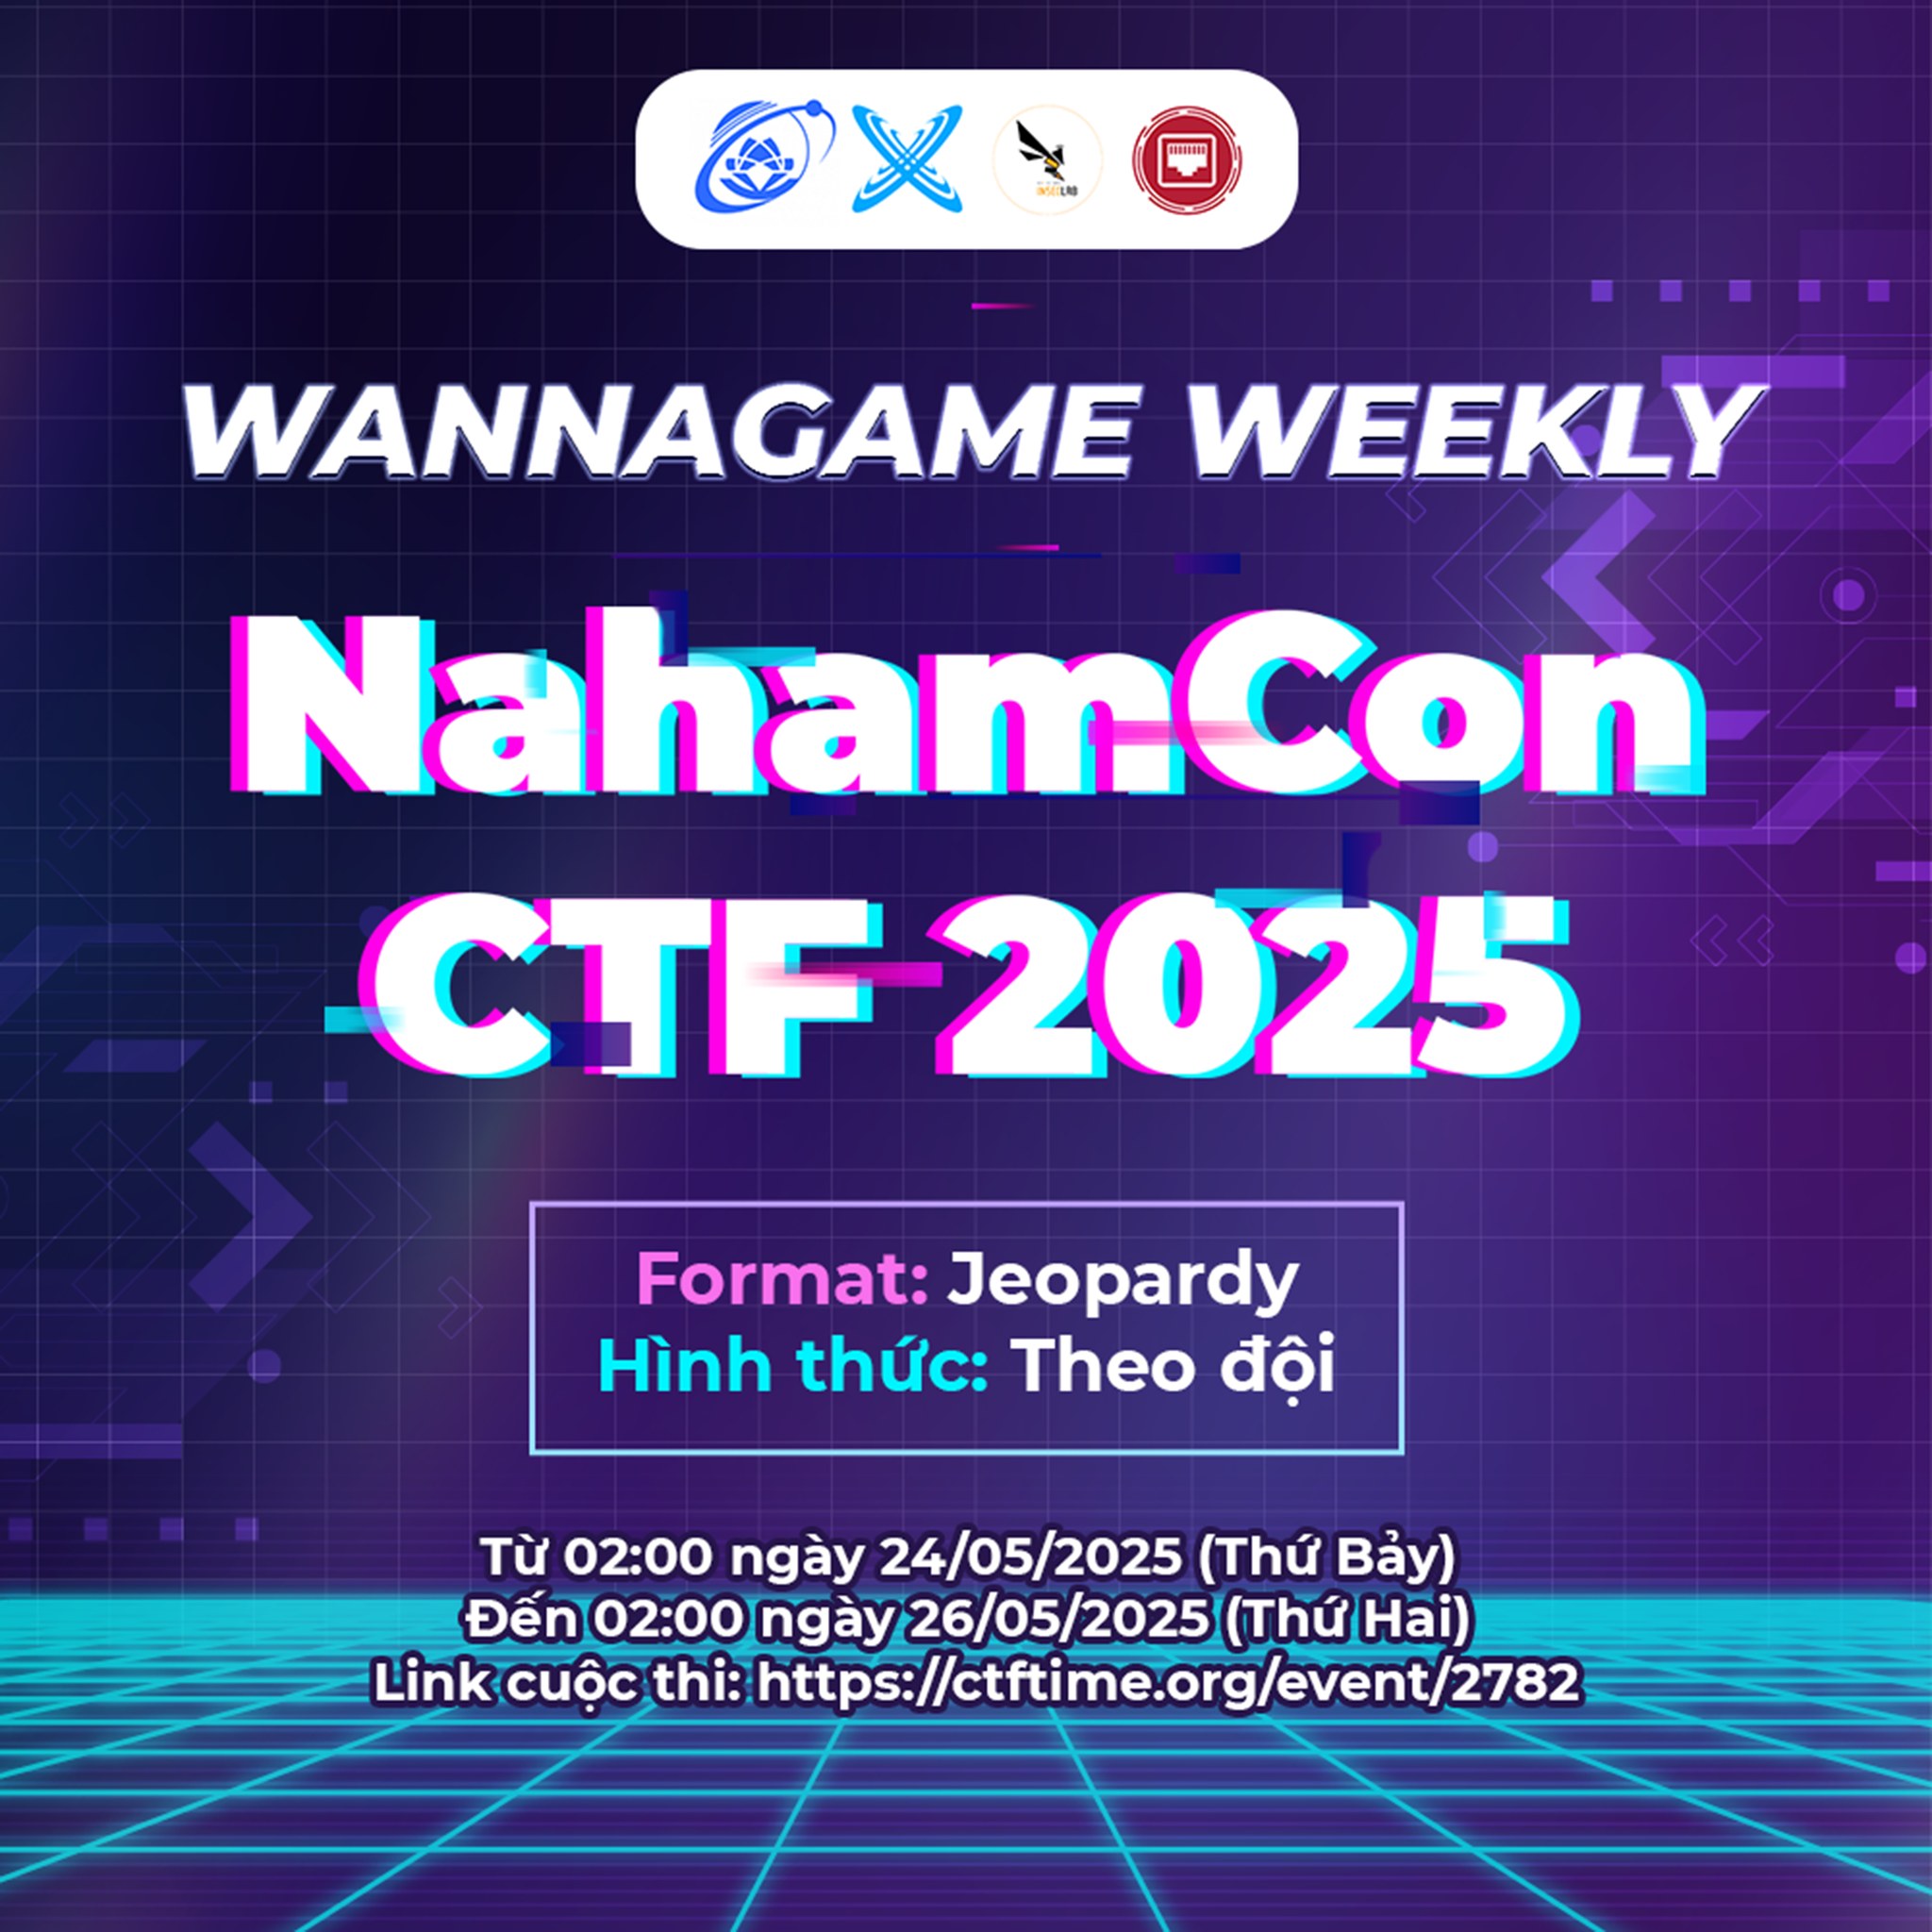 INSECLAB
WANNAGAME WEEKLY
NahamCon
CTF 2025
Format: Jeopardy
Hình thức: Theo đội
Từ 02:00 ngày 24/05/2025 (Thứ Bảy)
Đến 02:00 ngày 26/05/2025 (Thứ Hai)
Link cuộc thi: https://ctftime.org/event/2782